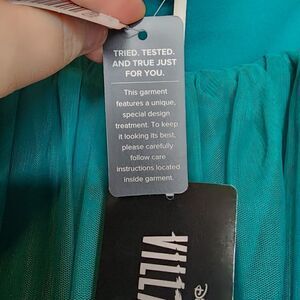 TRIED. TESTED.
AND TRUE JUST
FOR YOU.
This garment
features a unique,
special design
treatment. To keep
it looking its best,
please carefully
follow care
instructions located
inside garment.